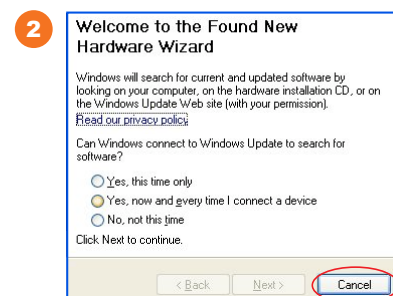 2
Welcome to the Found New
Hardware Wizard
Windows will search for current and updated software by
looking on your computer, on the hardware installation CD, or on
the Windows Update Web site (with your permission).
Read our privacy policy
Can Windows connect to Windows Update to search for
software?
Yes, this time only
Yes, now and every time I connect a device
No, not this time
Click Next to continue.
< Back
Next >
Cancel